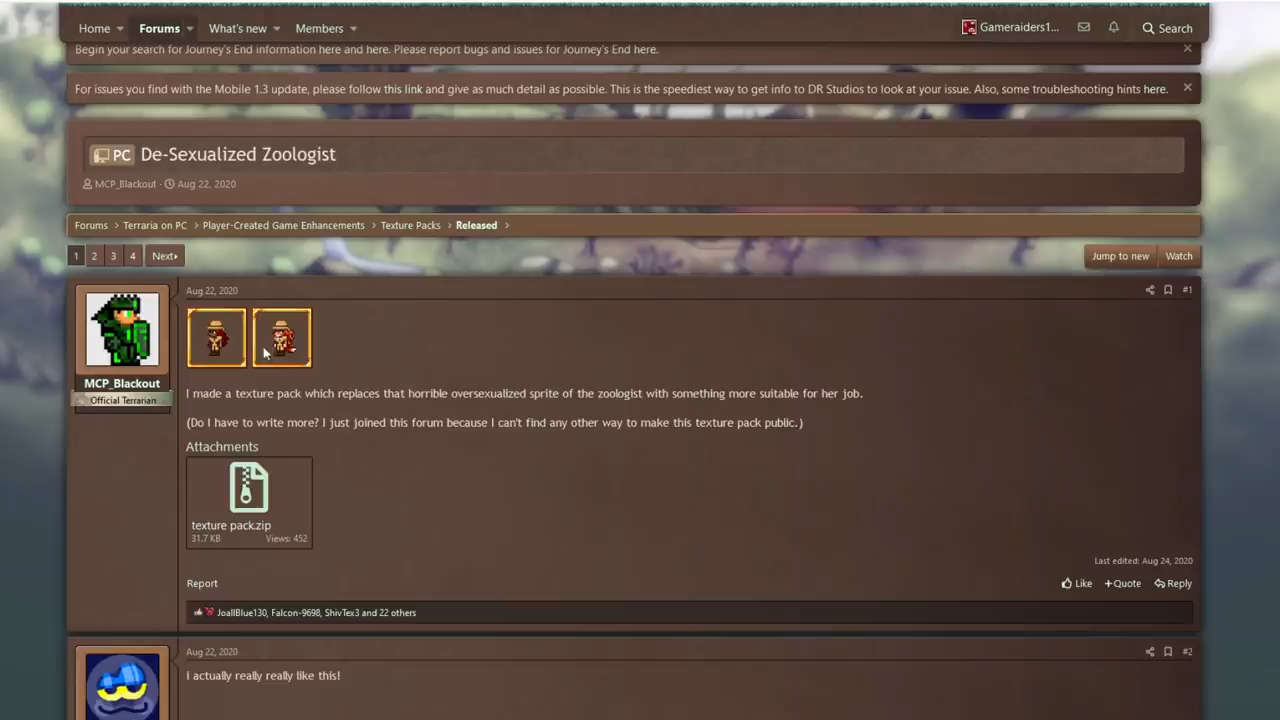 Home Forums What's new Members Gameraiders1... Search
Begin your search for Journey's End information here and here. Please report bugs and issues for Journey's End here.
For issues you find with the Mobile 1.3 update, please follow this link and give as much detail as possible. This is the speediest way to get info to DR Studios to look at your issue. Also, some troubleshooting hints here.
PC De-Sexualized Zoologist
MCP_Blackout Aug 22, 2020
Forums > Terraria on PC > Player-Created Game Enhancements > Texture Packs > Released >
1 2 3 4 Next Jump to new Watch
Aug 22, 2020 #1
MCP_Blackout
Official Terrarian
I made a texture pack which replaces that horrible oversexualized sprite of the zoologist with something more suitable for her job.
(Do I have to write more? I just joined this forum because I can't find any other way to make this texture pack public.)
Attachments
texture pack.zip
31.7 KB Views: 452
Last edited: Aug 24, 2020
Report Like +Quote Reply
JoallBlue130, Falcon-9698, ShivTex3 and 22 others
Aug 22, 2020 #2
I actually really really like this!